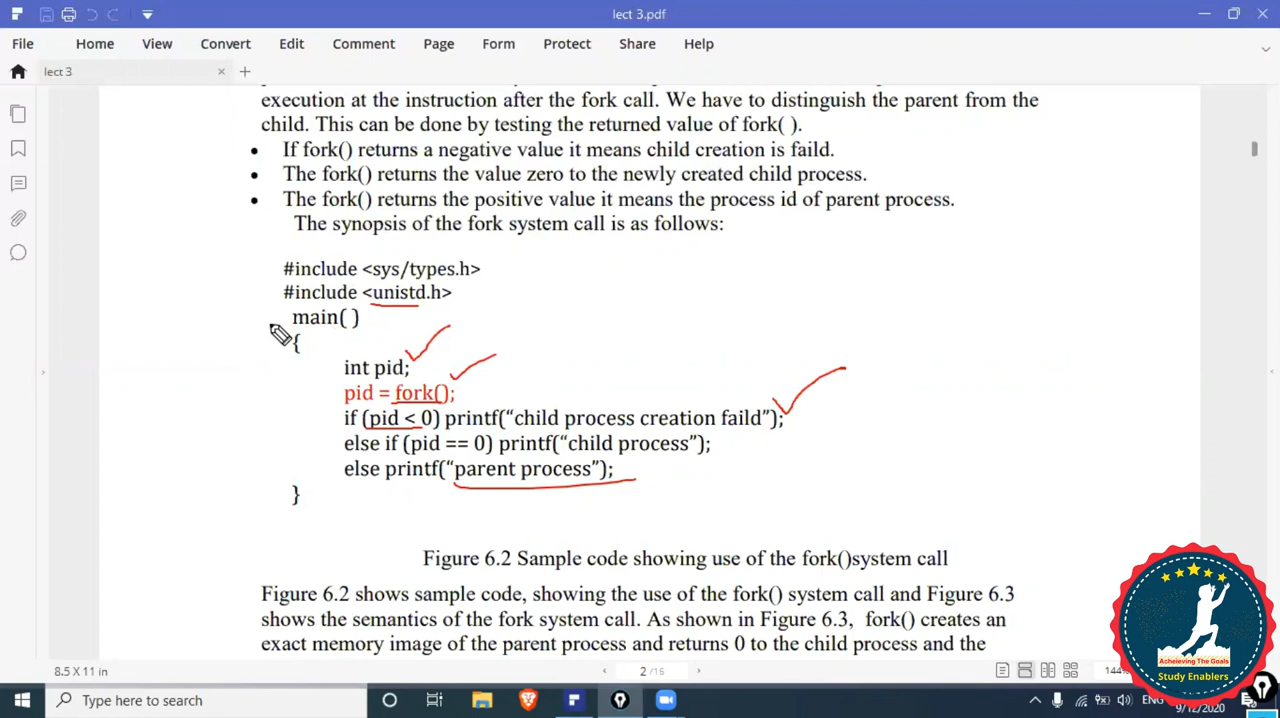 lect 3.pdf
File Home View Convert Edit Comment Page Form Protect Share Help
lect 3
execution at the instruction after the fork call. We have to distinguish the parent from the
child. This can be done by testing the returned value of fork( ).
• If fork() returns a negative value it means child creation is faild.
• The fork() returns the value zero to the newly created child process.
• The fork() returns the positive value it means the process id of parent process.
The synopsis of the fork system call is as follows:
#include <sys/types.h>
#include <unistd.h>
main( )
{
int pid;
pid = fork();
if (pid < 0) printf(“child process creation faild”);
else if (pid == 0) printf(“child process”);
else printf(“parent process”);
}
Figure 6.2 Sample code showing use of the fork()system call
Figure 6.2 shows sample code, showing the use of the fork() system call and Figure 6.3
shows the semantics of the fork system call. As shown in Figure 6.3, fork() creates an
exact memory image of the parent process and returns 0 to the child process and the
Acheieving The Goals
Study Enablers
8.5 X 11 in
2 /16
144%
Type here to search
ENG
9/12/2020